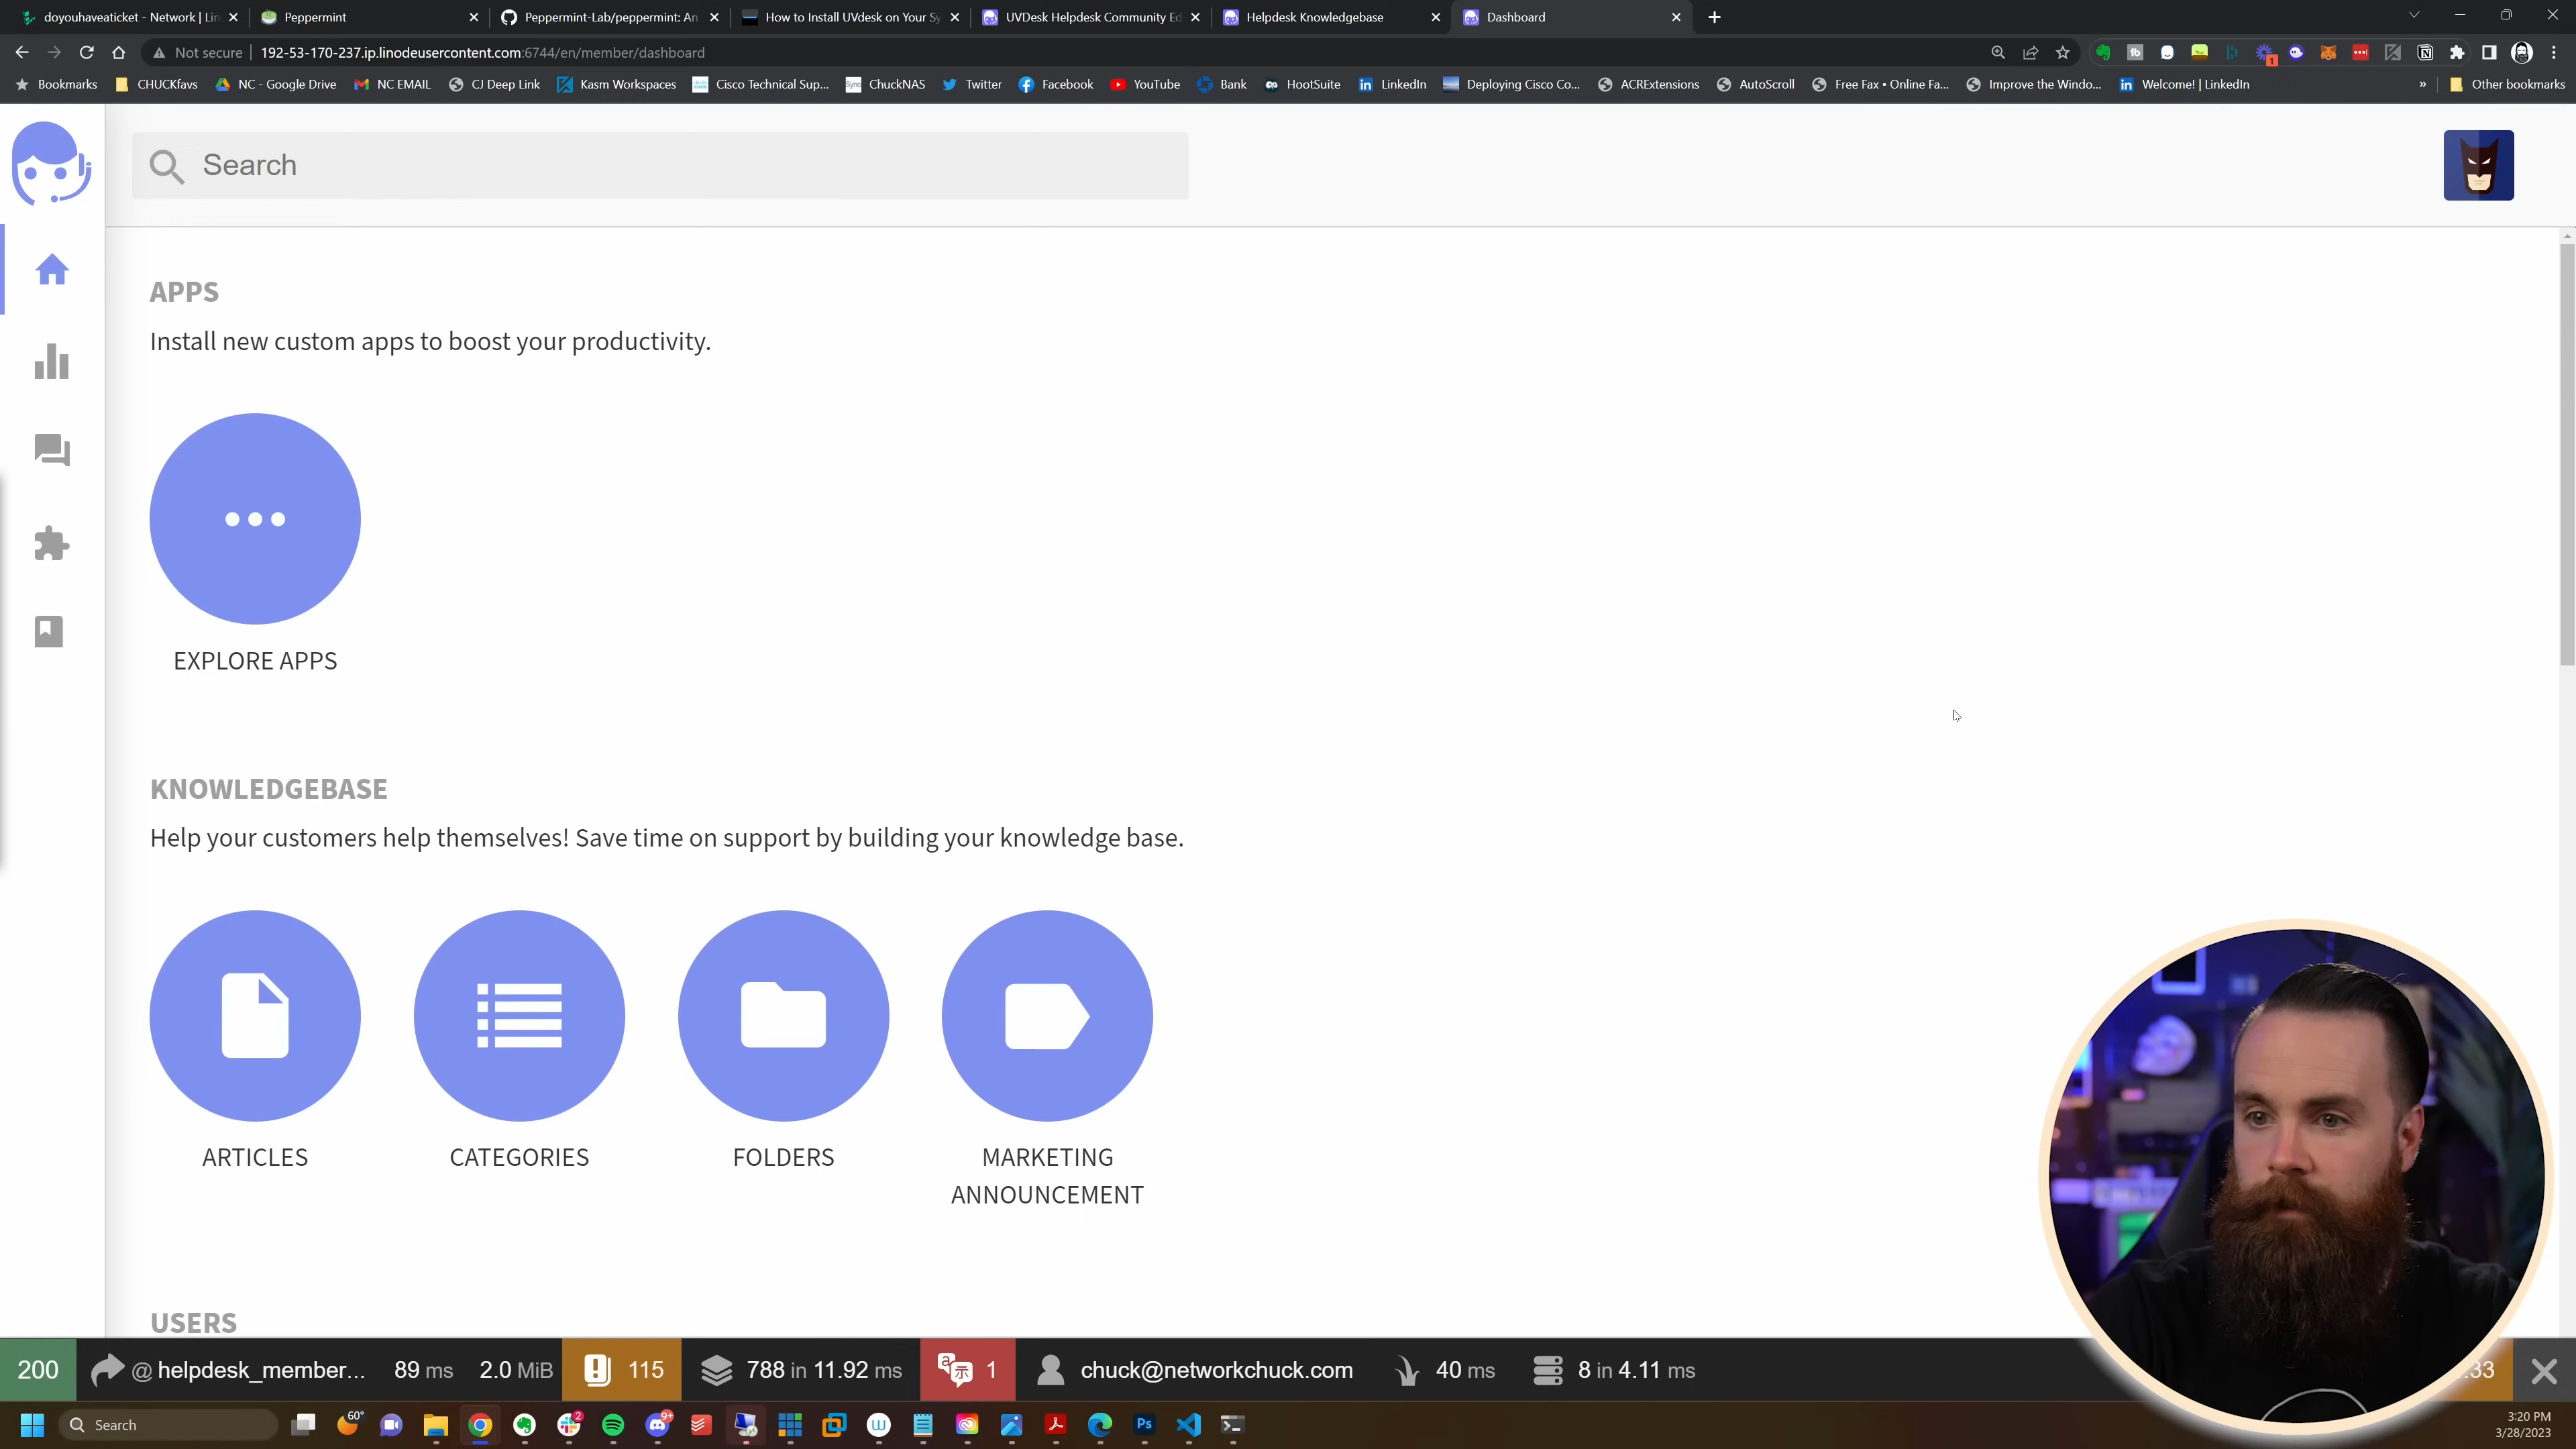 doyouhaveaticket - Network | Lin
Peppermint
Peppermint-Lab/peppermint: An
How to Install UVdesk on Your Sy
UVDesk Helpdesk Community Ed
Helpdesk Knowledgebase
Dashboard
Not secure
192-53-170-237.ip.linodeusercontent.com:6744/en/member/dashboard
1
Bookmarks
CHUCKfavs
NC - Google Drive
NC EMAIL
CJ Deep Link
Kasm Workspaces
Cisco Technical Sup...
ChuckNAS
Twitter
Facebook
YouTube
Bank
HootSuite
LinkedIn
Deploying Cisco Co...
ACRExtensions
AutoScroll
Free Fax • Online Fa...
Improve the Windo...
Welcome! | LinkedIn
»
Other bookmarks
Search
APPS
Install new custom apps to boost your productivity.
EXPLORE APPS
KNOWLEDGEBASE
Help your customers help themselves! Save time on support by building your knowledge base.
ARTICLES
CATEGORIES
FOLDERS
MARKETING
ANNOUNCEMENT
USERS
200
@ helpdesk_member...
89 ms
2.0 MiB
115
788 in 11.92 ms
1
chuck@networkchuck.com
40 ms
8 in 4.11 ms
.33
Search
60°
2
9+
Ps
3:20 PM
3/28/2023